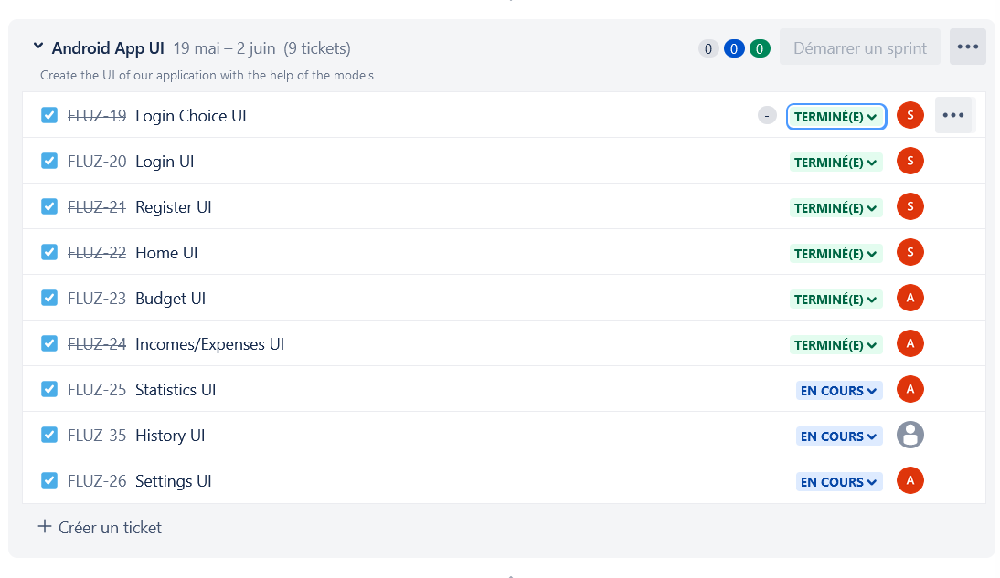 Android App UI 19 mai – 2 juin (9 tickets) 0 0 0 Démarrer un sprint
Create the UI of our application with the help of the models
FLUZ-19 Login Choice UI - TERMINÉ(E) S
FLUZ-20 Login UI TERMINÉ(E) S
FLUZ-21 Register UI TERMINÉ(E) S
FLUZ-22 Home UI TERMINÉ(E) S
FLUZ-23 Budget UI TERMINÉ(E) A
FLUZ-24 Incomes/Expenses UI TERMINÉ(E) A
FLUZ-25 Statistics UI EN COURS A
FLUZ-35 History UI EN COURS
FLUZ-26 Settings UI EN COURS A
+ Créer un ticket